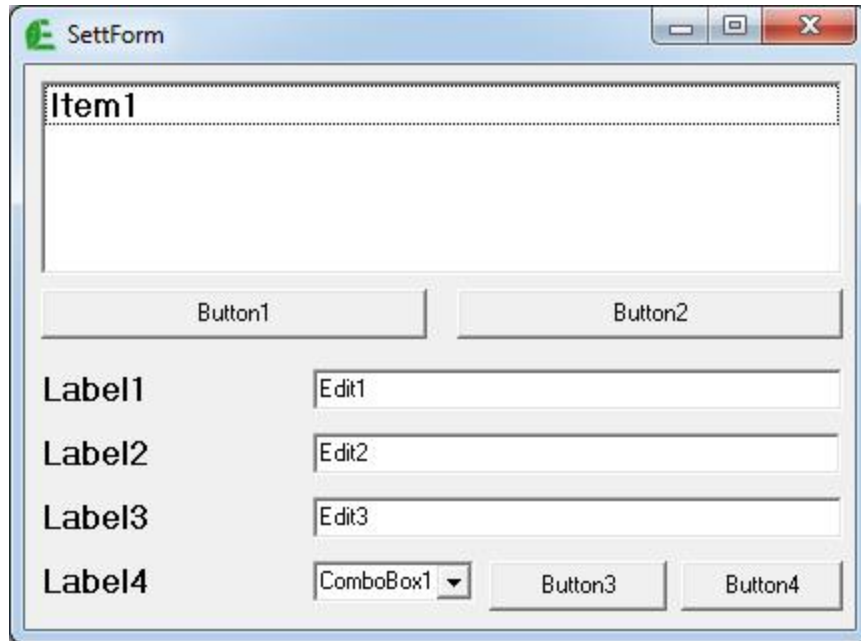 SettForm
Item1
Button1 Button2
Label1 Edit1
Label2 Edit2
Label3 Edit3
Label4 ComboBox1 Button3 Button4